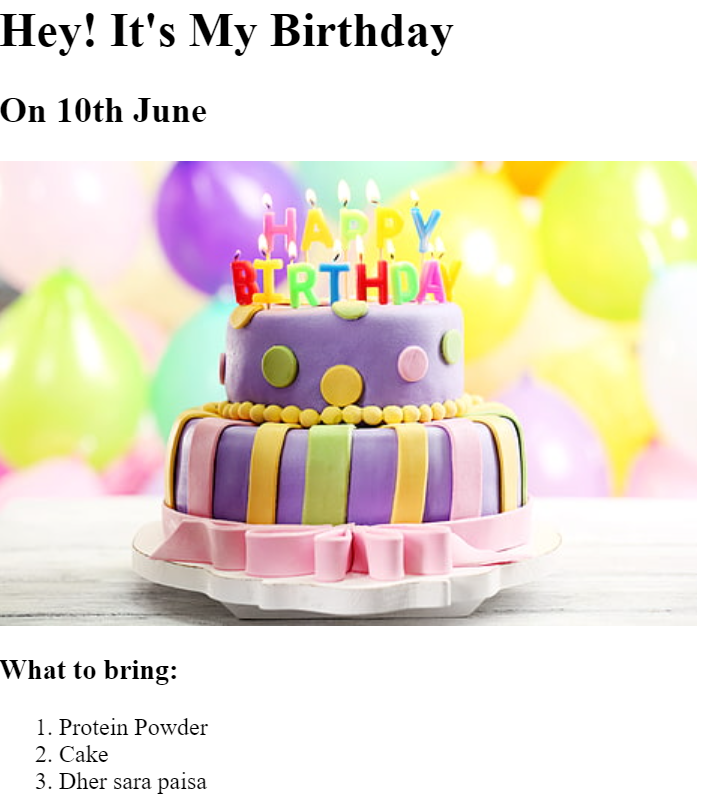 Hey! It's My Birthday
On 10th June
HAPPY
BIRTHDAY
What to bring:
1. Protein Powder
2. Cake
3. Dher sara paisa